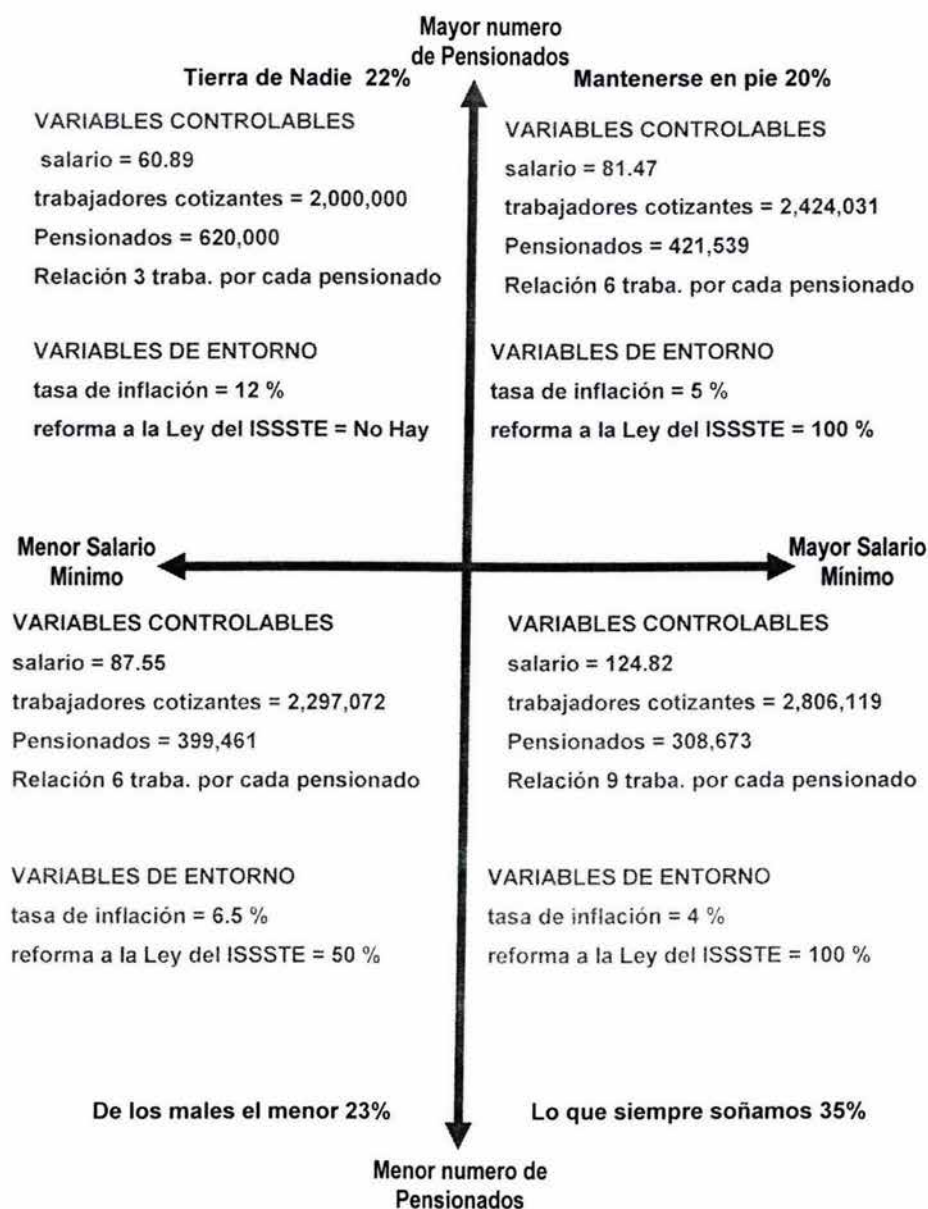 Mayor numero
de Pensionados
Tierra de Nadie 22%
VARIABLES CONTROLABLES
salario = 60.89
trabajadores cotizantes = 2,000,000
Pensionados = 620,000
Relación 3 traba. por cada pensionado
VARIABLES DE ENTORNO
tasa de inflación = 12 %
reforma a la Ley del ISSSTE = No Hay
Mantenerse en pie 20%
VARIABLES CONTROLABLES
salario = 81.47
trabajadores cotizantes = 2,424,031
Pensionados = 421,539
Relación 6 traba. por cada pensionado
VARIABLES DE ENTORNO
tasa de inflación = 5 %
reforma a la Ley del ISSSTE = 100 %
Menor Salario
Mínimo
Mayor Salario
Mínimo
VARIABLES CONTROLABLES
salario = 87.55
trabajadores cotizantes = 2,297,072
Pensionados = 399,461
Relación 6 traba. por cada pensionado
VARIABLES DE ENTORNO
tasa de inflación = 6.5 %
reforma a la Ley del ISSSTE = 50 %
De los males el menor 23%
VARIABLES CONTROLABLES
salario = 124.82
trabajadores cotizantes = 2,806,119
Pensionados = 308,673
Relación 9 traba. por cada pensionado
VARIABLES DE ENTORNO
tasa de inflación = 4 %
reforma a la Ley del ISSSTE = 100 %
Lo que siempre soñamos 35%
Menor numero de
Pensionados